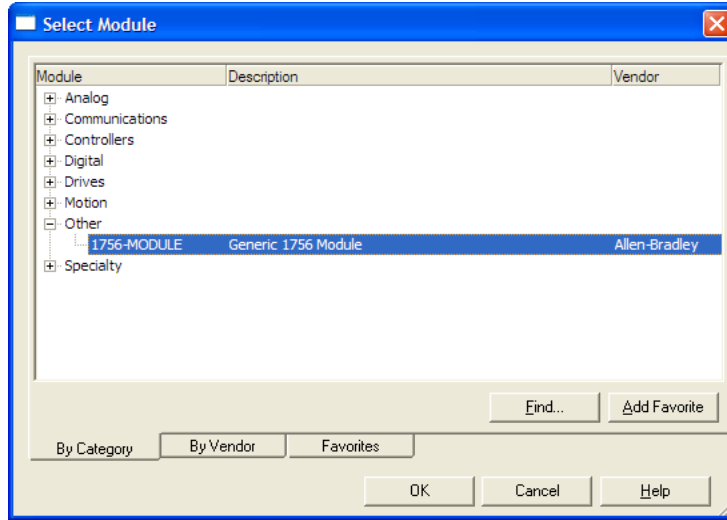 Select Module
Module Description Vendor
Analog
Communications
Controllers
Digital
Drives
Motion
Other
1756-MODULE Generic 1756 Module Allen-Bradley
Specialty
Find... Add Favorite
By Category By Vendor Favorites
OK Cancel Help